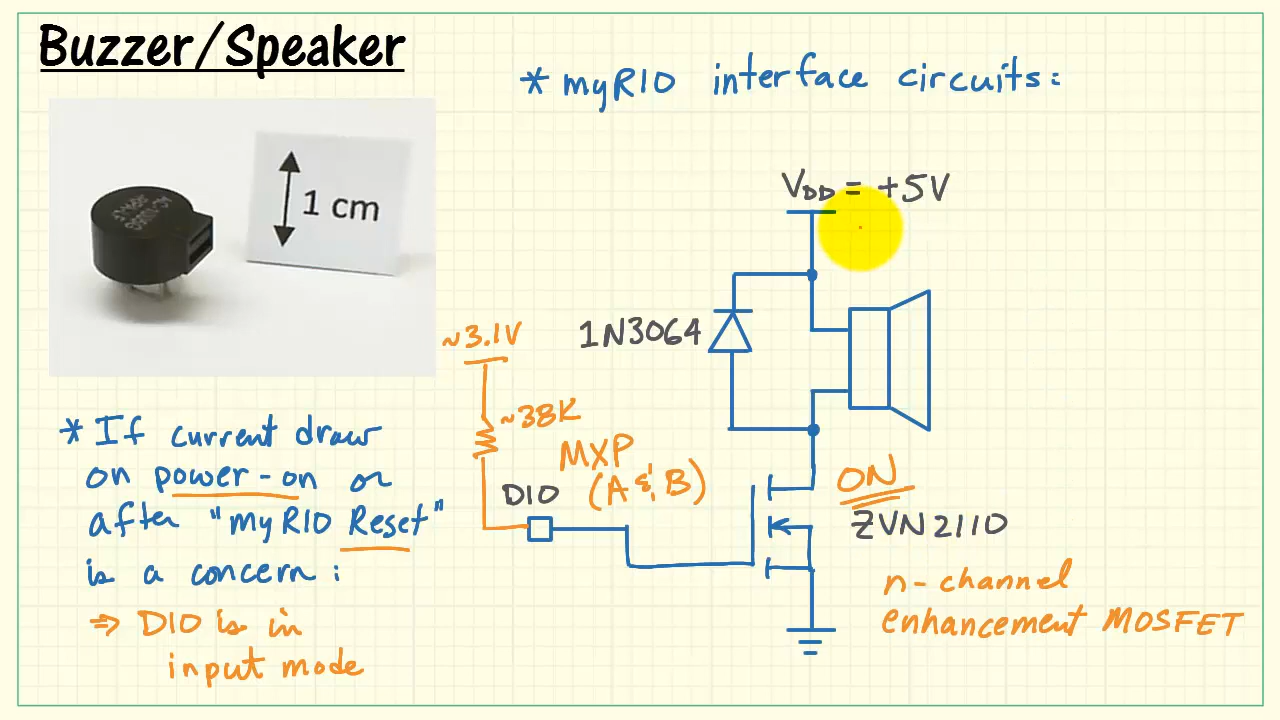 Buzzer/Speaker
* myRIO interface circuits:
1 cm
VDD = +5V
~3.1V
1N3064
~38K
MXP
(A & B)
DIO
ON
ZVN2110
n-channel
enhancement MOSFET
* If current draw
on power-on or
after "myRIO Reset"
is a concern:
⇒ DIO is in
input mode